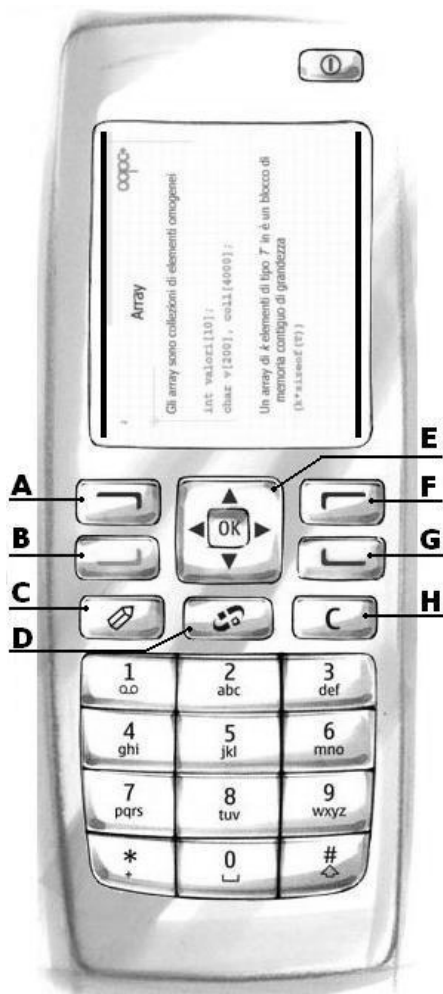 Array
Gli array sono collezioni di elementi omogenei
int valori[10];
char v[200], coll[4000];
Un array di k elementi di tipo T in è un blocco di
memoria contiguo di grandezza
(k*sizeof(T))
E
A
F
B
OK
G
C
H
D
C
1
2 abc
3 def
4 ghi
5 jkl
6 mno
7 pqrs
8 tuv
9 wxyz
* +
0
#